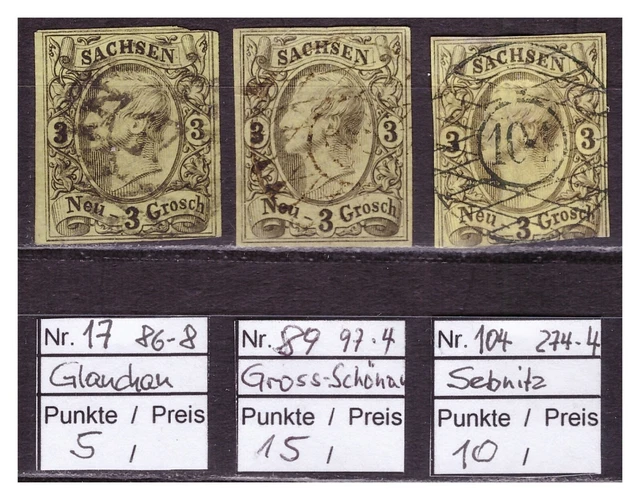 SACHSEN
3 3
Neu - 3 Grosch
SACHSEN
3 3
Neu - 3 Grosch
SACHSEN
3 3
104
Neu - 3 Grosch
Nr. 17 86-8
Glauchau
Punkte / Preis
5 /
Nr. 89 97-4
Gross-Schönau
Punkte / Preis
15 /
Nr. 104 274-4
Sebnitz
Punkte / Preis
10 /